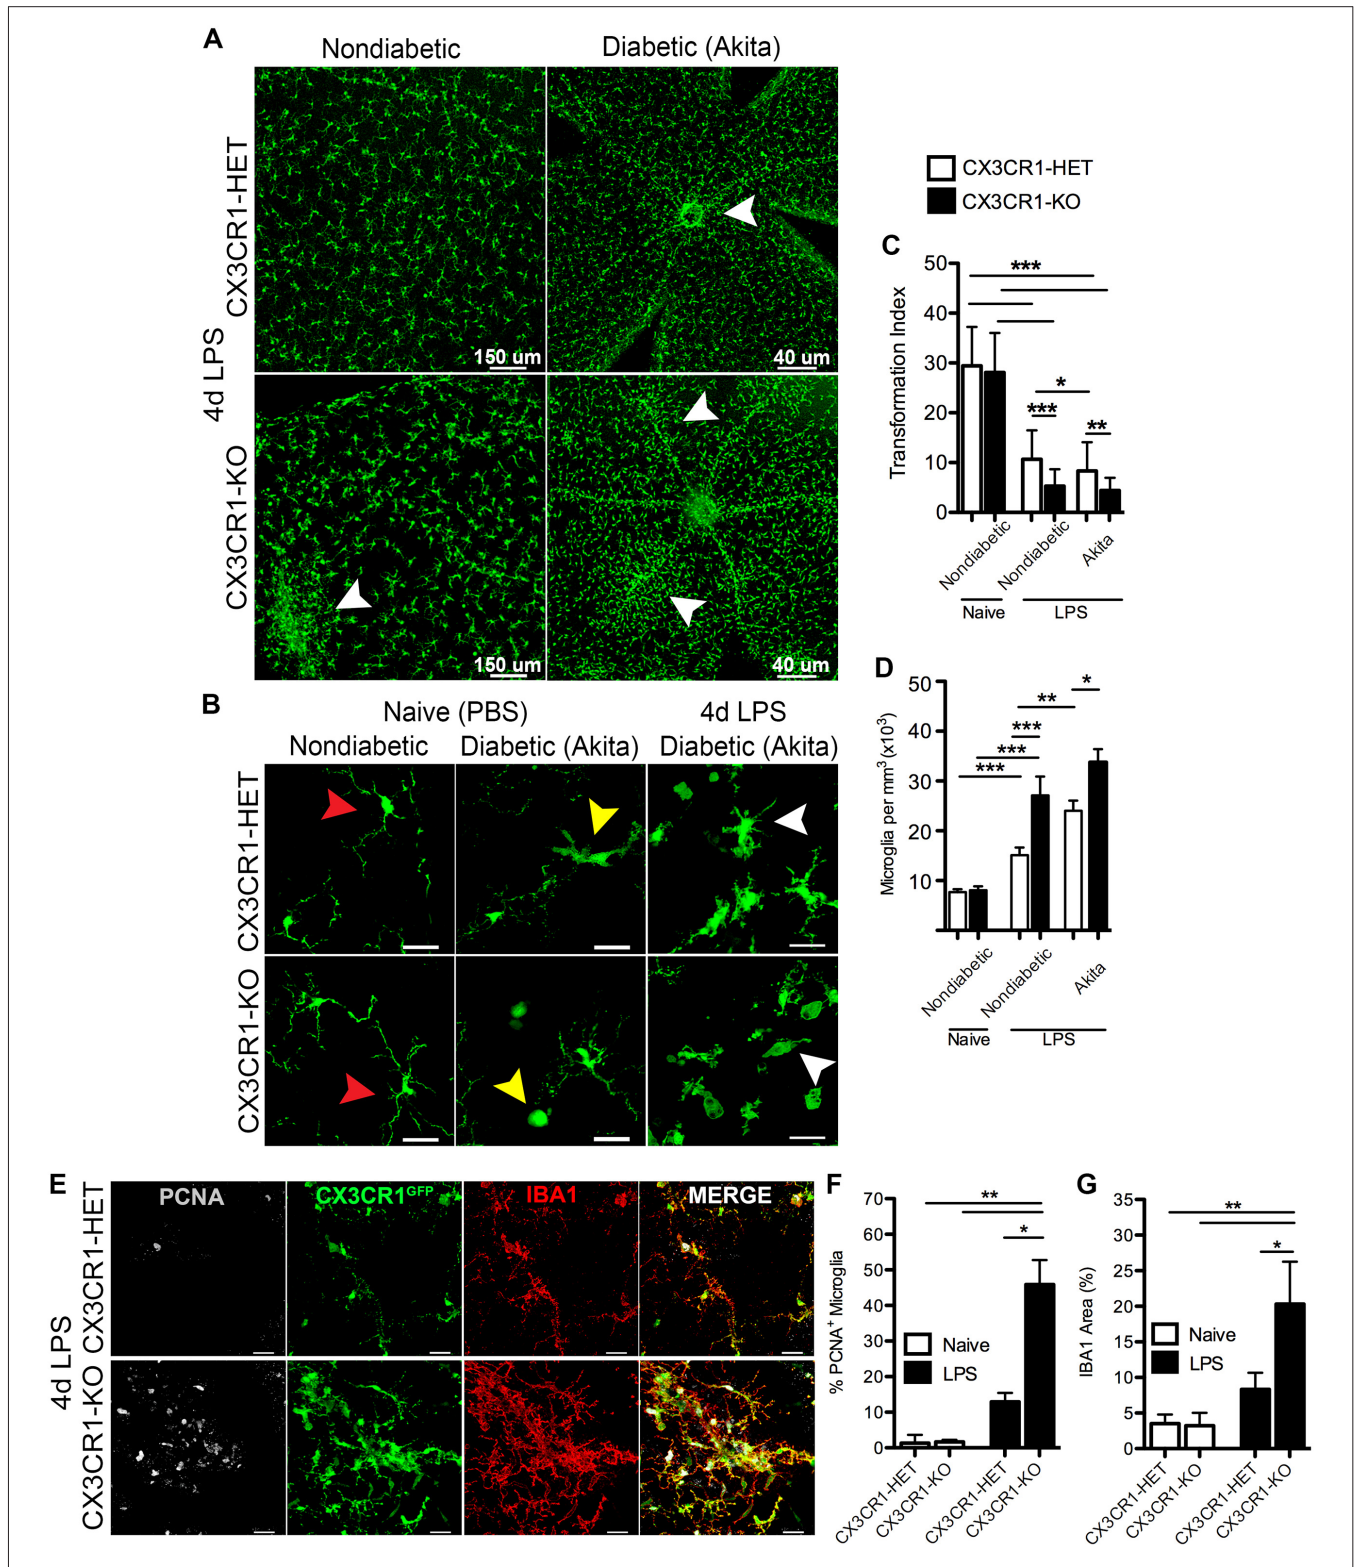 A
Nondiabetic
Diabetic (Akita)
4d LPS
CX3CR1-HET
CX3CR1-KO
150 um
40 um
150 um
40 um
B
Naive (PBS)
4d LPS
Nondiabetic
Diabetic (Akita)
Diabetic (Akita)
CX3CR1-HET
CX3CR1-KO
CX3CR1-HET
CX3CR1-KO
C
Transformation Index
50
40
30
20
10
0
***
*
***
**
Nondiabetic
Nondiabetic
Akita
Naive
LPS
D
Microglia per mm³ (x10³)
50
40
30
20
10
*
**
***
***
***
Nondiabetic
Nondiabetic
Akita
Naive
LPS
E
4d LPS
CX3CR1-HET
CX3CR1-KO
PCNA
CX3CR1ᴳᶠᴾ
IBA1
MERGE
F
% PCNA⁺ Microglia
70
60
50
40
30
20
10
0
**
*
Naive
LPS
CX3CR1-HET
CX3CR1-KO
CX3CR1-HET
CX3CR1-KO
G
IBA1 Area (%)
35
30
25
20
15
10
5
0
**
*
Naive
LPS
CX3CR1-HET
CX3CR1-KO
CX3CR1-HET
CX3CR1-KO